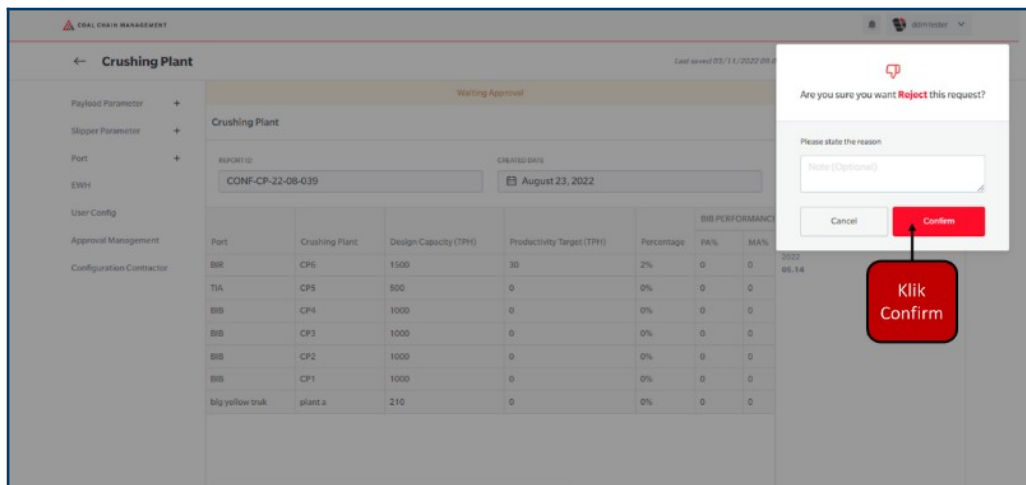 COAL CHAIN MANAGEMENT
ddmtester
← Crushing Plant
Last saved 03/11/2022
Payload Parameter +
Slipper Parameter +
Port +
EWH
User Config
Approval Management
Configuration Contractor
Waiting Approval
Crushing Plant
REPORT ID
CREATED DATE
CONF-CP-22-08-039
August 23, 2022
BIB PERFORMANC
Port Crushing Plant Design Capacity (TPH) Productivity Target (TPH) Percentage PA% MA%
BIR CP6 1500 30 2% 0 0
TIA CP5 500 0 0% 0 0
BIB CP4 1000 0 0% 0 0
BIB CP3 1000 0 0% 0 0
BIB CP2 1000 0 0% 0 0
BIB CP1 1000 0 0% 0 0
big yellow truk plant a 210 0 0% 0 0
Are you sure you want Reject this request?
Please state the reason
Note (Optional)
Cancel
Confirm
2022
05.14
Klik
Confirm